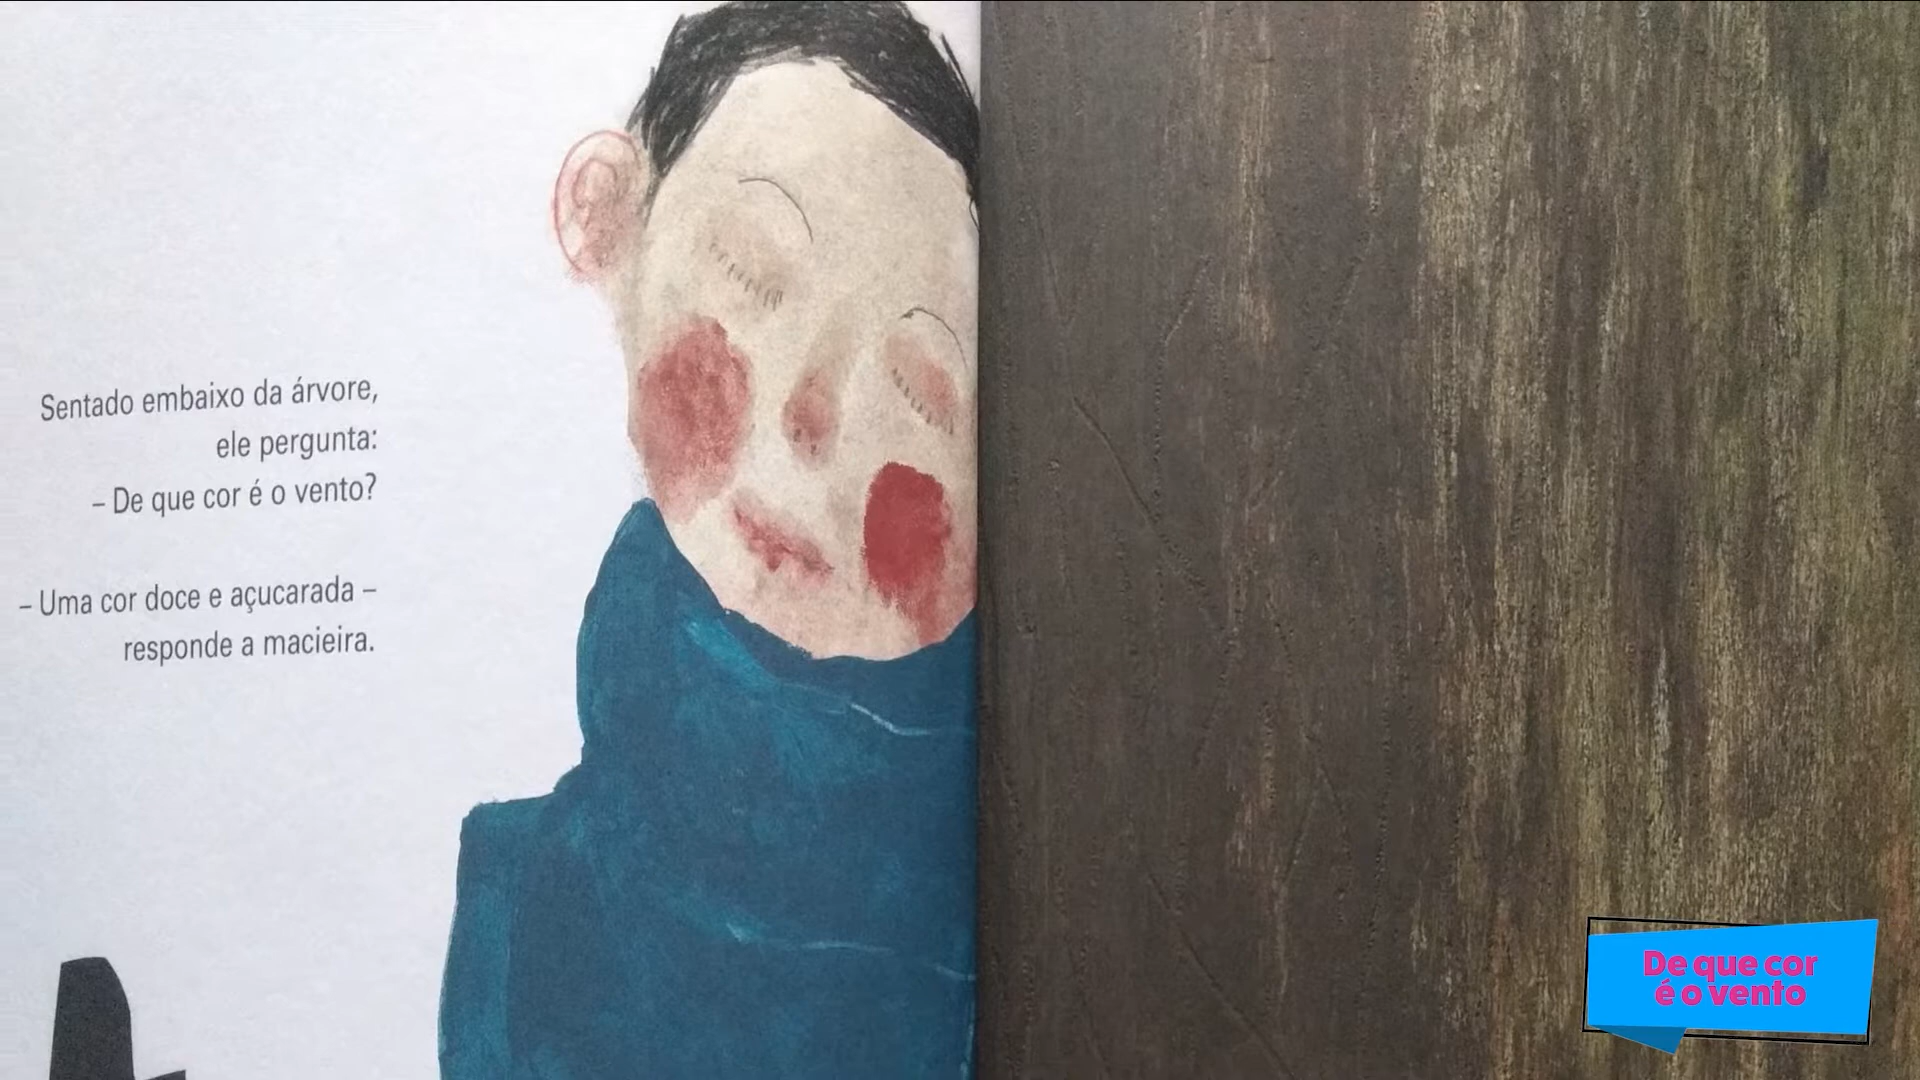 Sentado embaixo da árvore,
ele pergunta:
– De que cor é o vento?
– Uma cor doce e açucarada –
responde a macieira.
De que cor
é o vento